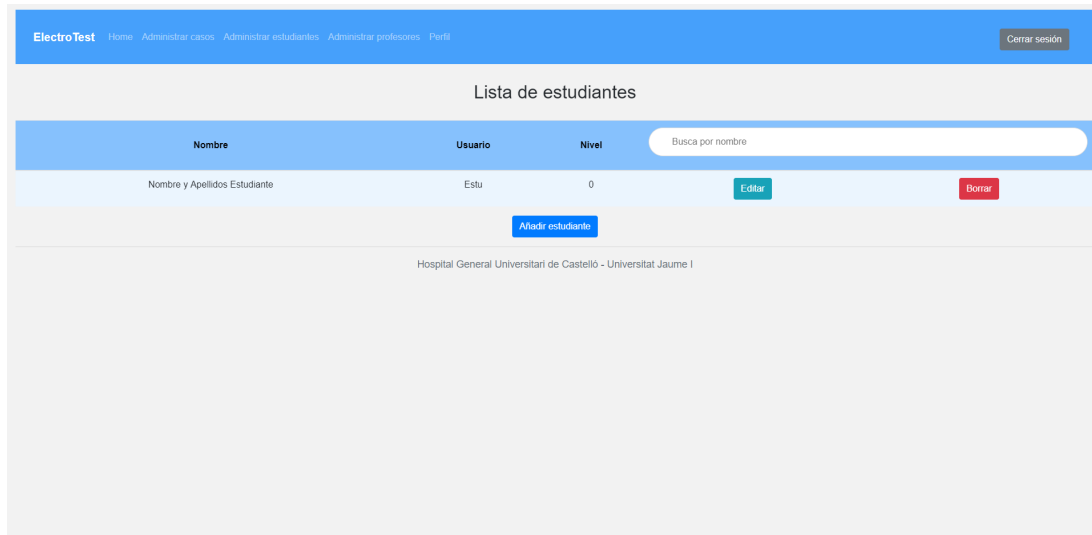 ElectroTest Home Administrar casos Administrar estudiantes Administrar profesores Perfil Cerrar sesión
Lista de estudiantes
Nombre Usuario Nivel Busca por nombre
Nombre y Apellidos Estudiante Estu 0 Editar Borrar
Añadir estudiante
Hospital General Universitari de Castelló - Universitat Jaume I